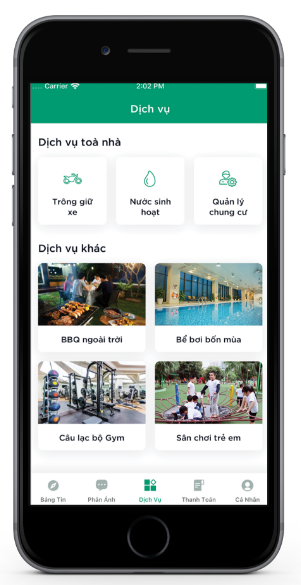 Carrier 2:02 PM
Dịch vụ
Dịch vụ toà nhà
Trông giữ xe
Nước sinh hoạt
Quản lý chung cư
Dịch vụ khác
BBQ ngoài trời
Bể bơi bốn mùa
Câu lạc bộ Gym
Sân chơi trẻ em
Bảng Tin
Phản Ánh
Dịch Vụ
Thanh Toán
Cá Nhân